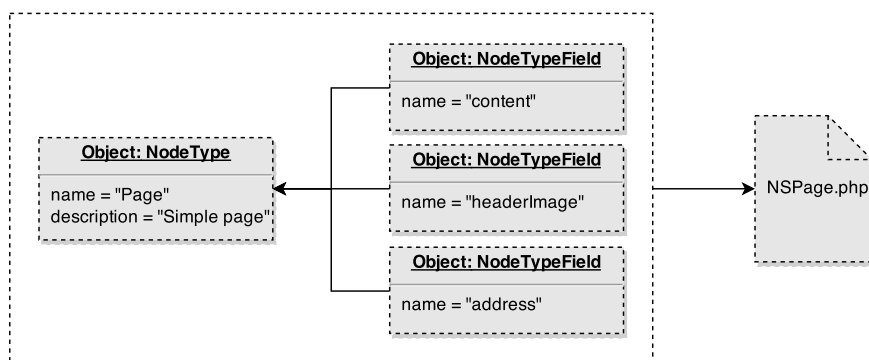 Object: NodeTypeField
name = "content"
Object: NodeType
name = "Page"
description = "Simple page"
Object: NodeTypeField
name = "headerImage"
Object: NodeTypeField
name = "address"
NSPage.php